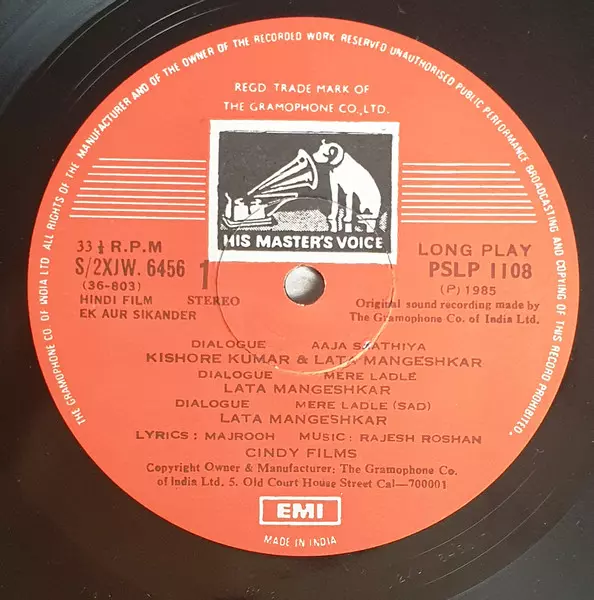 THE GRAMOPHONE CO. OF INDIA LTD. ALL RIGHTS OF THE MANUFACTURER AND OF THE OWNER OF THE RECORDED WORK RESERVED UNAUTHORISED PUBLIC PERFORMANCE BROADCASTING AND COPYING OF THIS RECORD PROHIBITED.
REGD TRADE MARK OF
THE GRAMOPHONE CO., LTD.
HIS MASTER'S VOICE
33 ⅓ R.P.M LONG PLAY
S/2XJW. 6456 1 PSLP 1108
(36-803) (P) 1985
HINDI FILM STEREO Original sound recording made by
EK AUR SIKANDER The Gramophone Co. of India Ltd.
DIALOGUE AAJA SAATHIYA
KISHORE KUMAR & LATA MANGESHKAR
DIALOGUE MERE LADLE
LATA MANGESHKAR
DIALOGUE MERE LADLE (SAD)
LATA MANGESHKAR
LYRICS : MAJROOH MUSIC : RAJESH ROSHAN
CINDY FILMS
Copyright Owner & Manufacturer: The Gramophone Co.
of India Ltd. 5, Old Court House Street Cal-700001
EMI
MADE IN INDIA